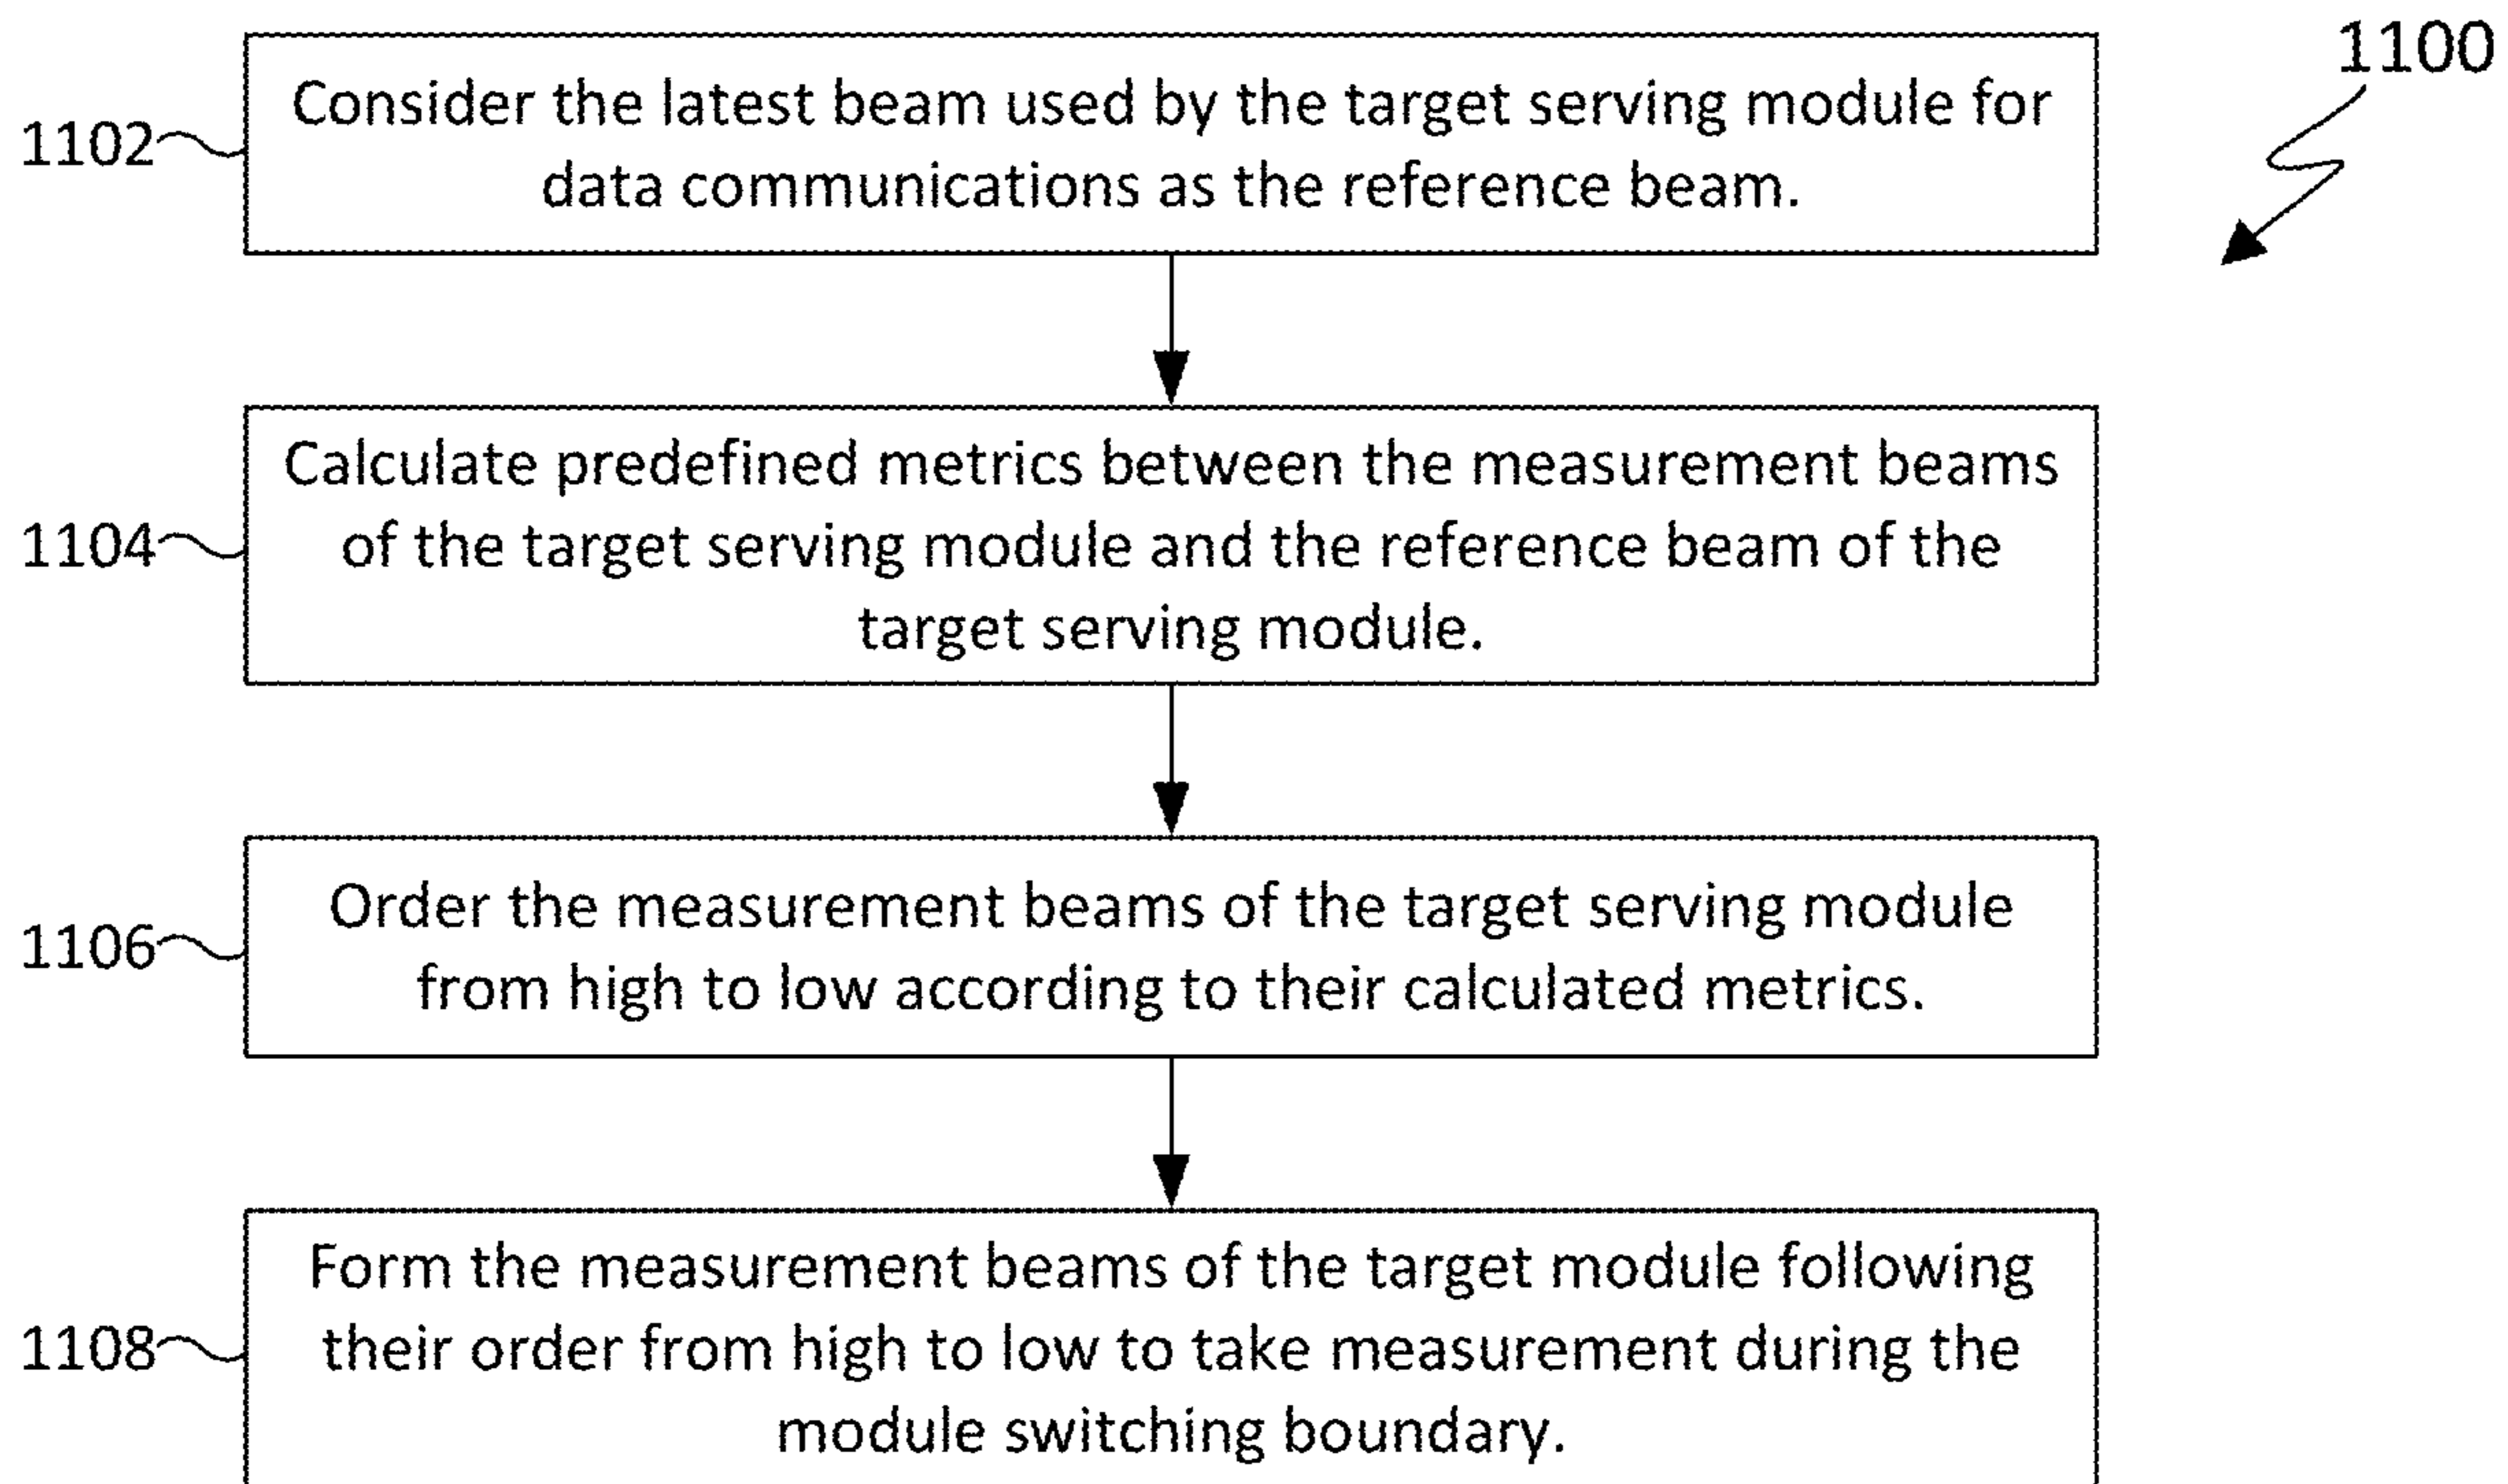 1100
1102
Consider the latest beam used by the target serving module for
data communications as the reference beam.
1104
Calculate predefined metrics between the measurement beams
of the target serving module and the reference beam of the
target serving module.
1106
Order the measurement beams of the target serving module
from high to low according to their calculated metrics.
1108
Form the measurement beams of the target module following
their order from high to low to take measurement during the
module switching boundary.